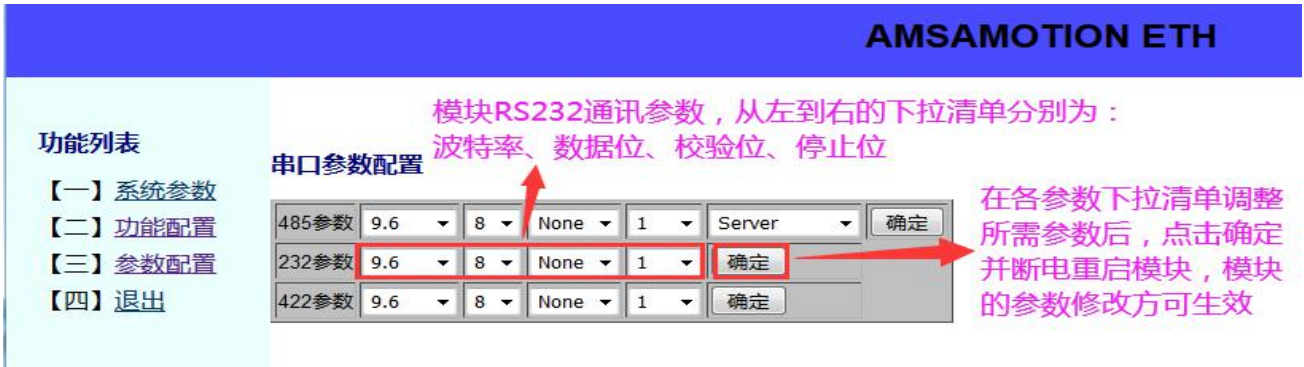 AMSAMOTION ETH
模块RS232通讯参数，从左到右的下拉清单分别为：
波特率、数据位、校验位、停止位
功能列表
【一】系统参数
【二】功能配置
【三】参数配置
【四】退出
串口参数配置
485参数 9.6 8 None 1 Server 确定
232参数 9.6 8 None 1 确定
422参数 9.6 8 None 1 确定
在各参数下拉清单调整
所需参数后，点击确定
并断电重启模块，模块
的参数修改方可生效